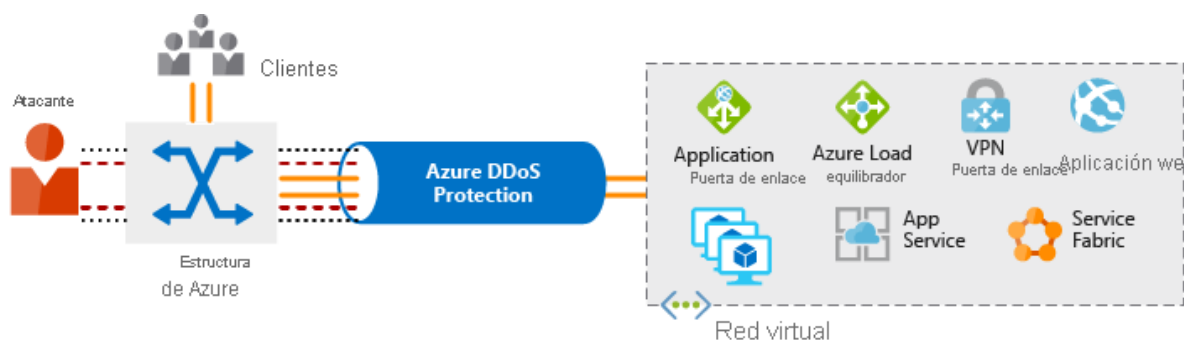 Clientes
Atacante
Azure DDoS
Protection
Estructura
de Azure
Application
Puerta de enlace
Azure Load
equilibrador
VPN
Puerta de enlace
Aplicación we
App
Service
Service
Fabric
Red virtual